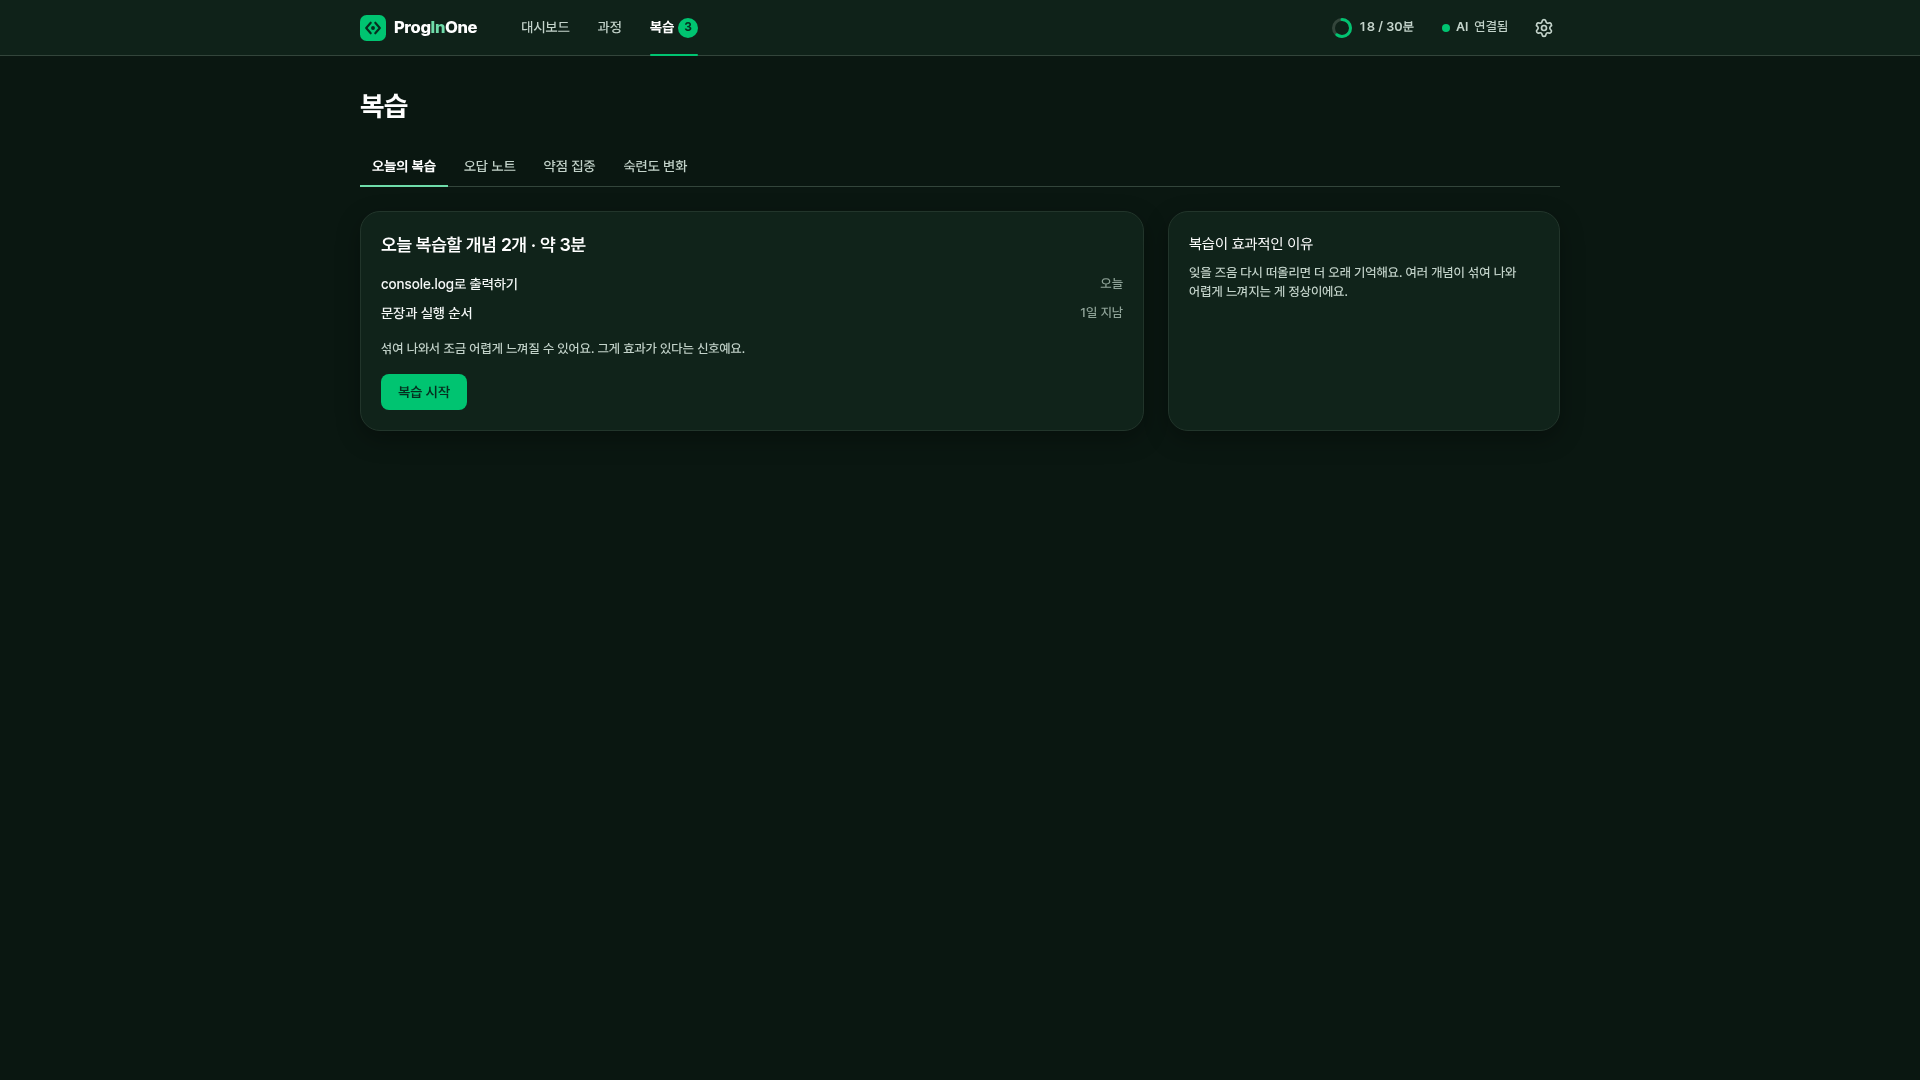 ProgInOne
대시보드
과정
복습 3
18 / 30분
AI 연결됨
복습
오늘의 복습
오답 노트
약점 집중
숙련도 변화
오늘 복습할 개념 2개 · 약 3분
console.log로 출력하기
오늘
문장과 실행 순서
1일 지남
섞여 나와서 조금 어렵게 느껴질 수 있어요. 그게 효과가 있다는 신호예요.
복습 시작
복습이 효과적인 이유
잊을 즈음 다시 떠올리면 더 오래 기억해요. 여러 개념이 섞여 나와
어렵게 느껴지는 게 정상이에요.